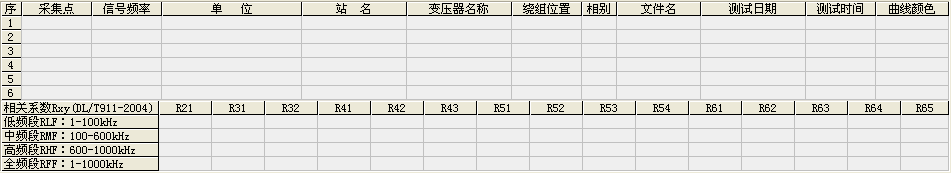 序 采集点 信号频率 单 位 站 名 变压器名称 绕组位置 相别 文件名 测试日期 测试时间 曲线颜色
1
2
3
4
5
6
相关系数Rxy(DL/T911-2004) R21 R31 R32 R41 R42 R43 R51 R52 R53 R54 R61 R62 R63 R64 R65
低频段RLF：1-100kHz
中频段RMF：100-600kHz
高频段RHF：600-1000kHz
全频段RFF：1-1000kHz